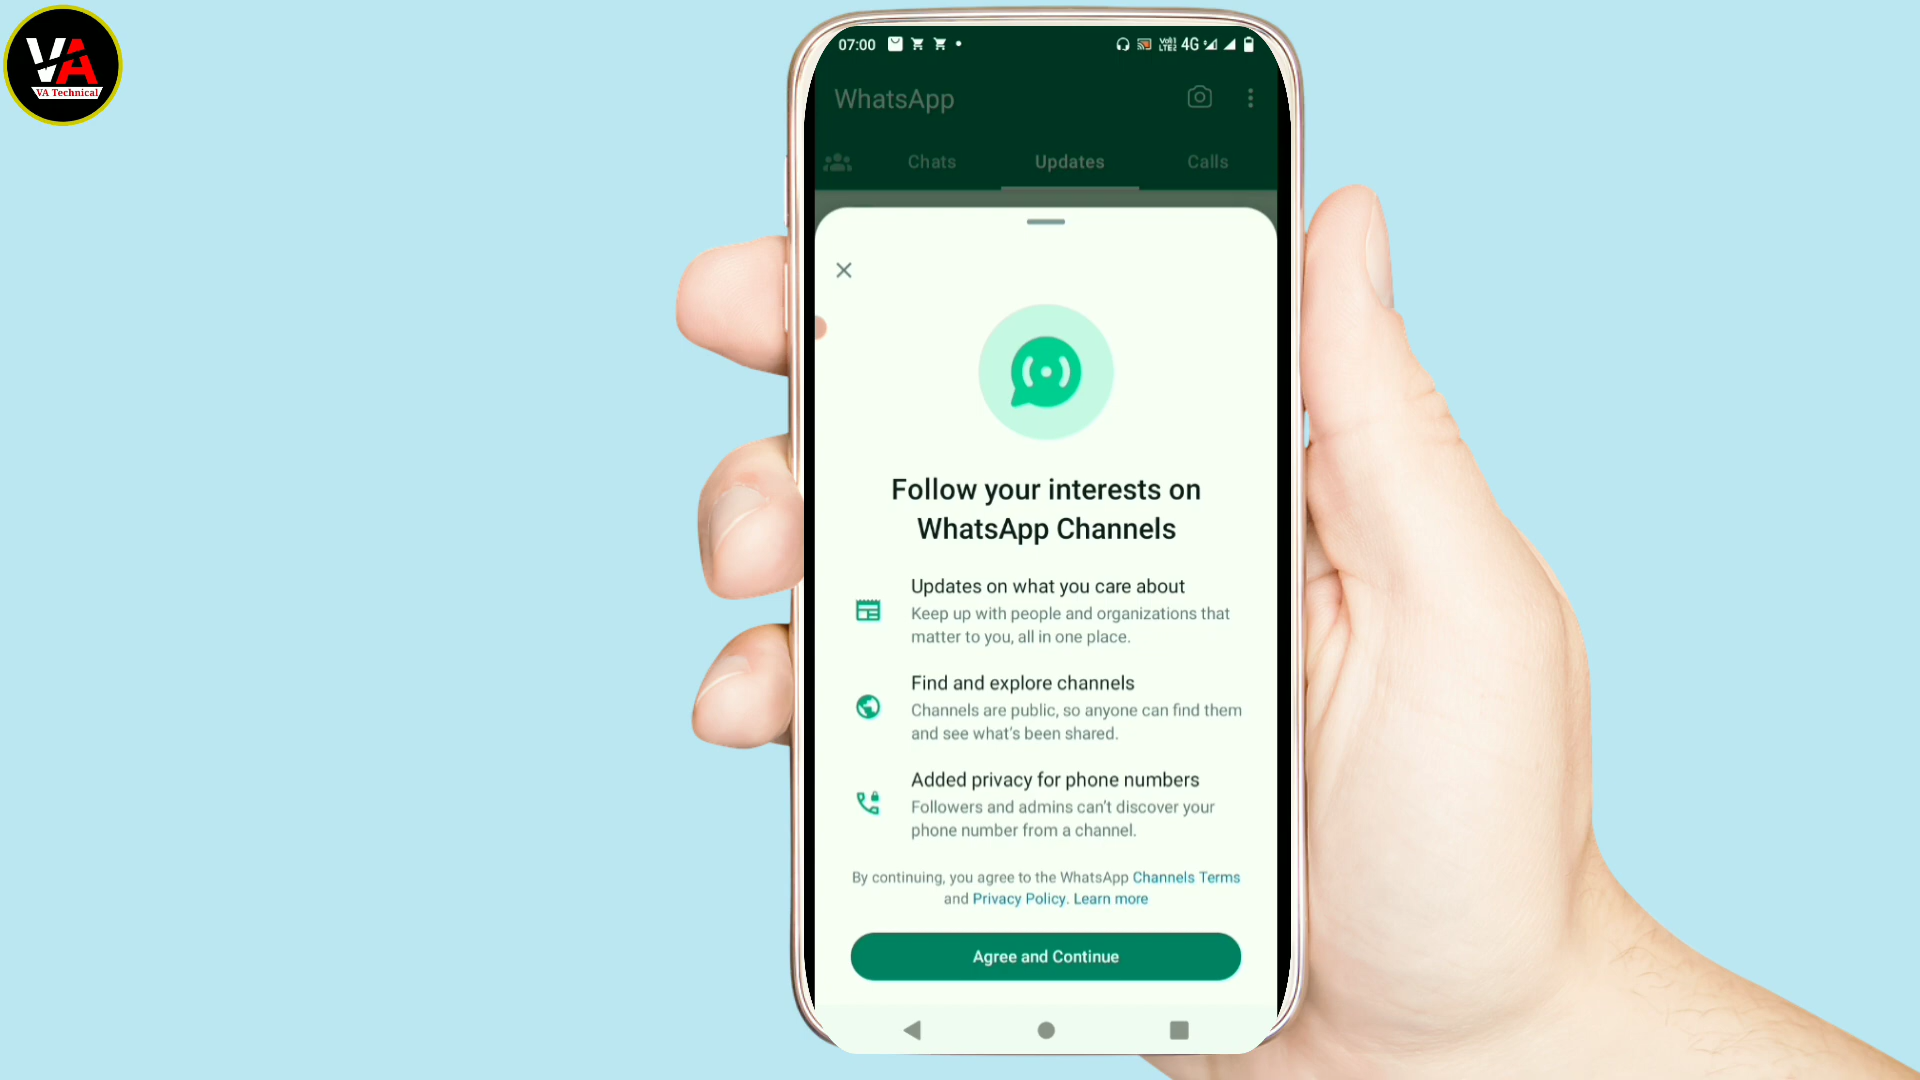 VA
VA Technical
07:00
VoIl1
LTE2
4G
WhatsApp
Chats
Updates
Calls
Follow your interests on
WhatsApp Channels
Updates on what you care about
Keep up with people and organizations that
matter to you, all in one place.
Find and explore channels
Channels are public, so anyone can find them
and see what's been shared.
Added privacy for phone numbers
Followers and admins can't discover your
phone number from a channel.
By continuing, you agree to the WhatsApp Channels Terms
and Privacy Policy. Learn more
Agree and Continue